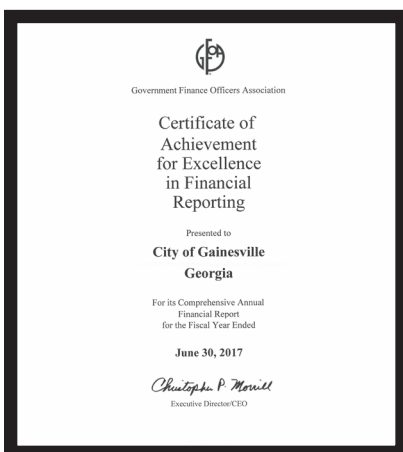 GFOA
Government Finance Officers Association
Certificate of
Achievement
for Excellence
in Financial
Reporting
Presented to
City of Gainesville
Georgia
For its Comprehensive Annual
Financial Report
for the Fiscal Year Ended
June 30, 2017
Christopher P. Morrill
Executive Director/CEO